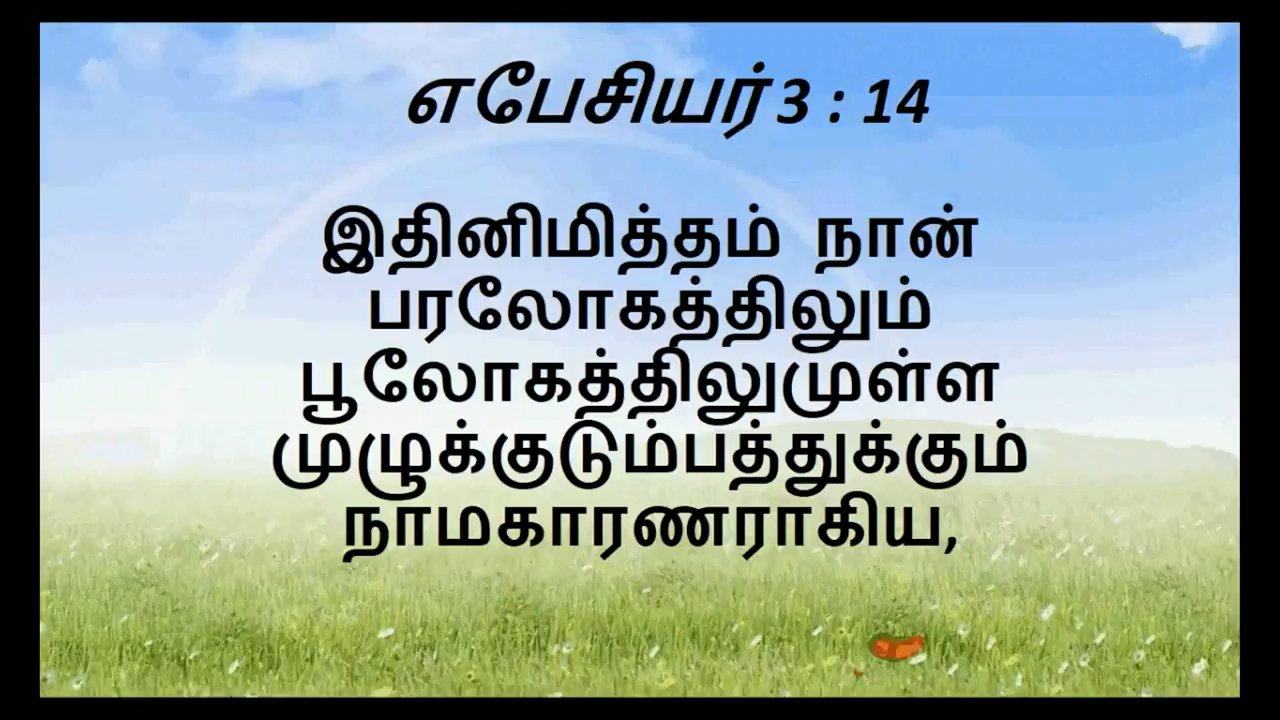 எபேசியர் 3 : 14
இதினிமித்தம் நான்
பரலோகத்திலும்
பூலோகத்திலுமுள்ள
முழுக்குடும்பத்துக்கும்
நாமகாரணராகிய,